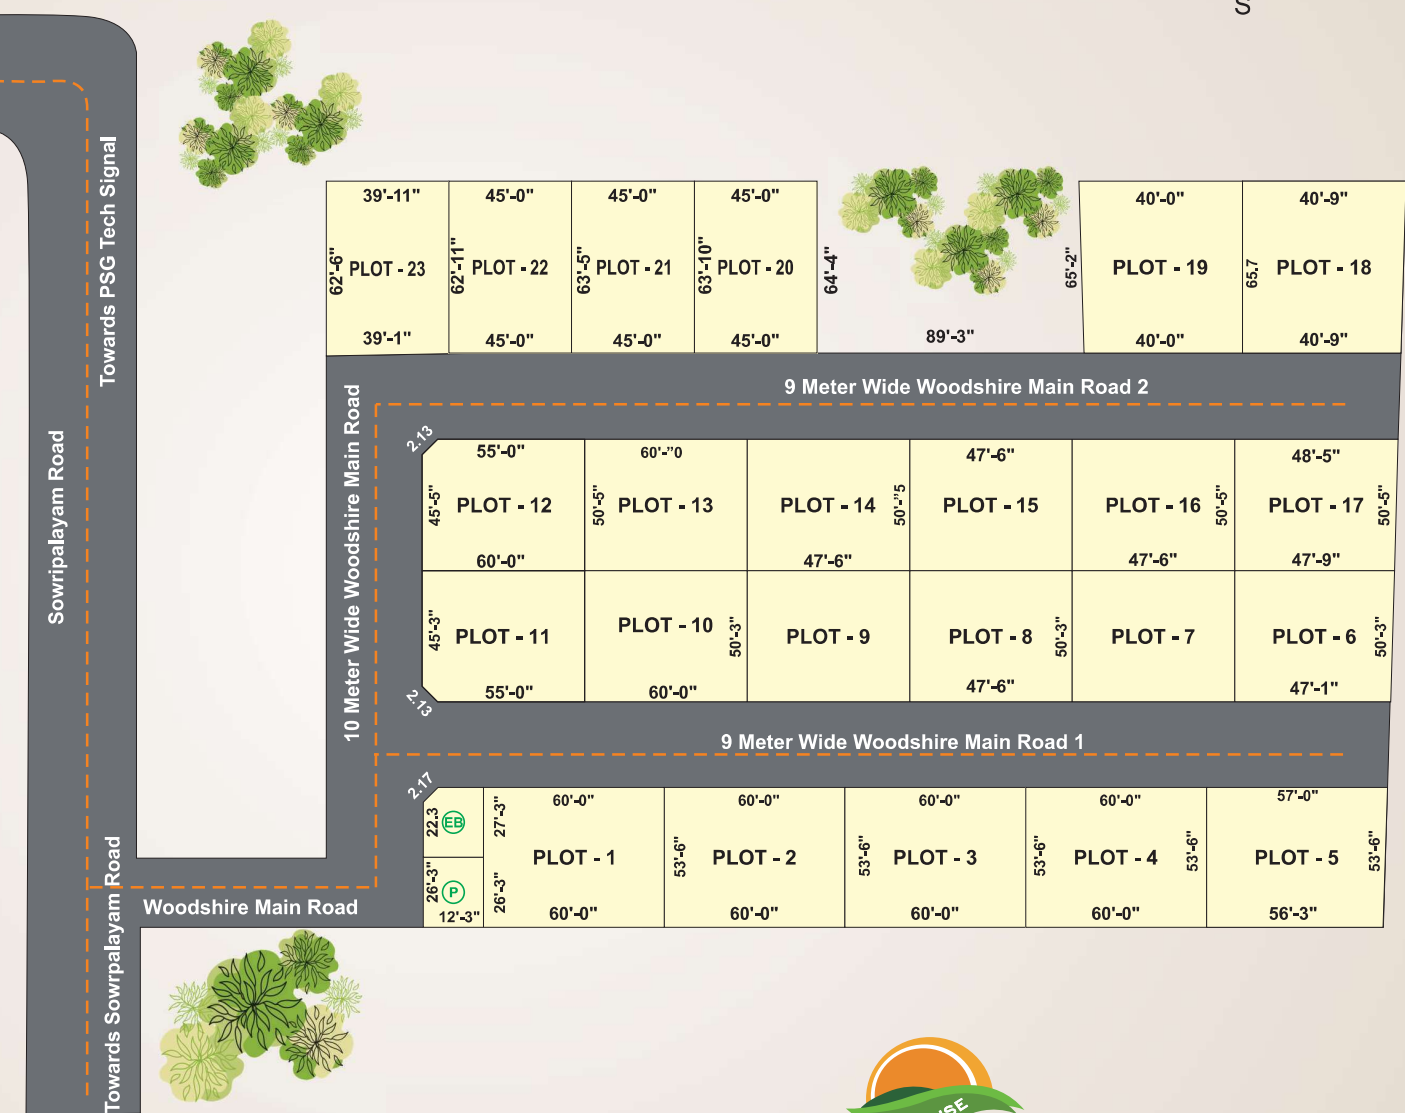 S
Towards PSG Tech Signal
Sowripalayam Road
Towards Sowrpalayam Road
Woodshire Main Road
10 Meter Wide Woodshire Main Road
39'-11"
45'-0"
45'-0"
45'-0"
40'-0"
40'-9"
62'-6"
PLOT - 23
62'-11"
PLOT - 22
63'-5"
PLOT - 21
63'-10"
PLOT - 20
64'-4"
65'-2"
PLOT - 19
65.7
PLOT - 18
39'-1"
45'-0"
45'-0"
45'-0"
89'-3"
40'-0"
40'-9"
9 Meter Wide Woodshire Main Road 2
2.13
55'-0"
60'-"0
47'-6"
48'-5"
45'-5"
PLOT - 12
50'-5"
PLOT - 13
PLOT - 14
50'-"5
PLOT - 15
PLOT - 16
50'-5"
PLOT - 17
50'-5"
60'-0"
47'-6"
47'-6"
47'-9"
45'-3"
PLOT - 11
PLOT - 10
50'-3"
PLOT - 9
PLOT - 8
50'-3"
PLOT - 7
PLOT - 6
50'-3"
2.13
55'-0"
60'-0"
47'-6"
47'-1"
9 Meter Wide Woodshire Main Road 1
2.17
22.3
EB
27'-3"
60'-0"
60'-0"
60'-0"
60'-0"
57'-0"
PLOT - 1
53'-6"
PLOT - 2
53'-6"
PLOT - 3
53'-6"
PLOT - 4
53'-6"
PLOT - 5
53'-6"
26'-3"
P
26'-3"
12'-3"
60'-0"
60'-0"
60'-0"
60'-0"
56'-3"